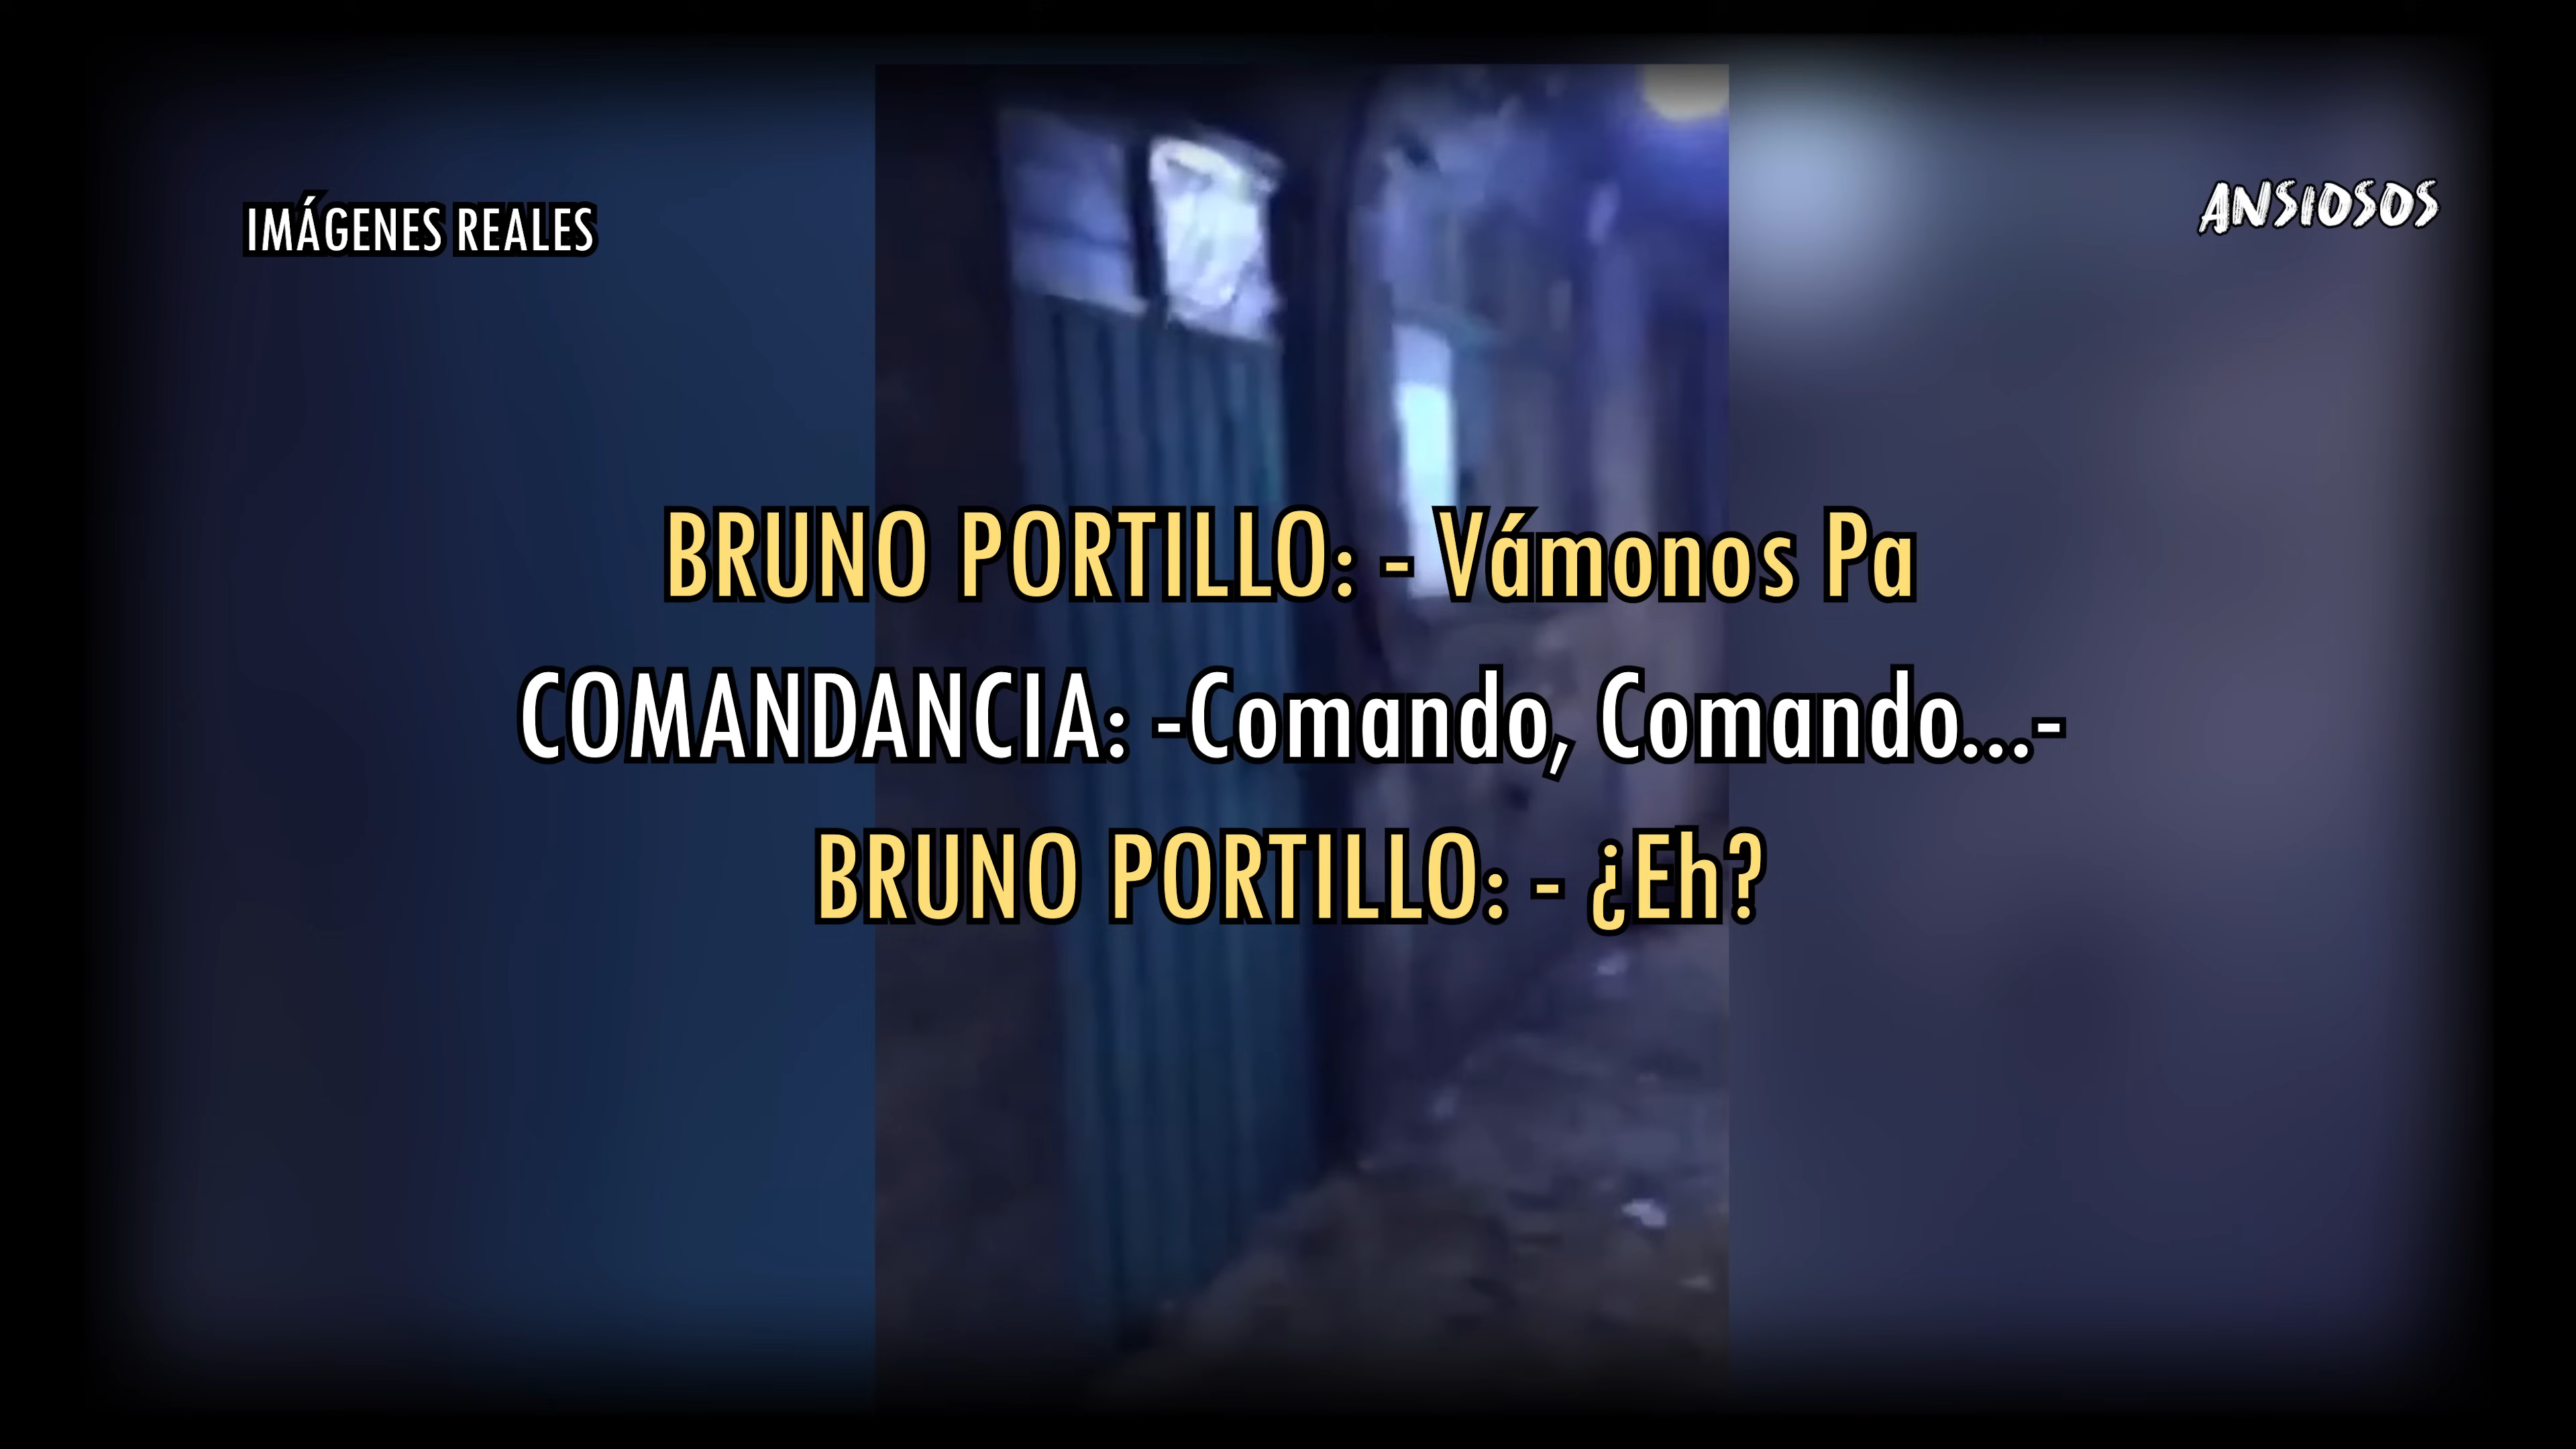 IMÁGENES REALES
ANSIOSOS
BRUNO PORTILLO: - Vámonos Pa
COMANDANCIA: -Comando, Comando...-
BRUNO PORTILLO: - ¿Eh?